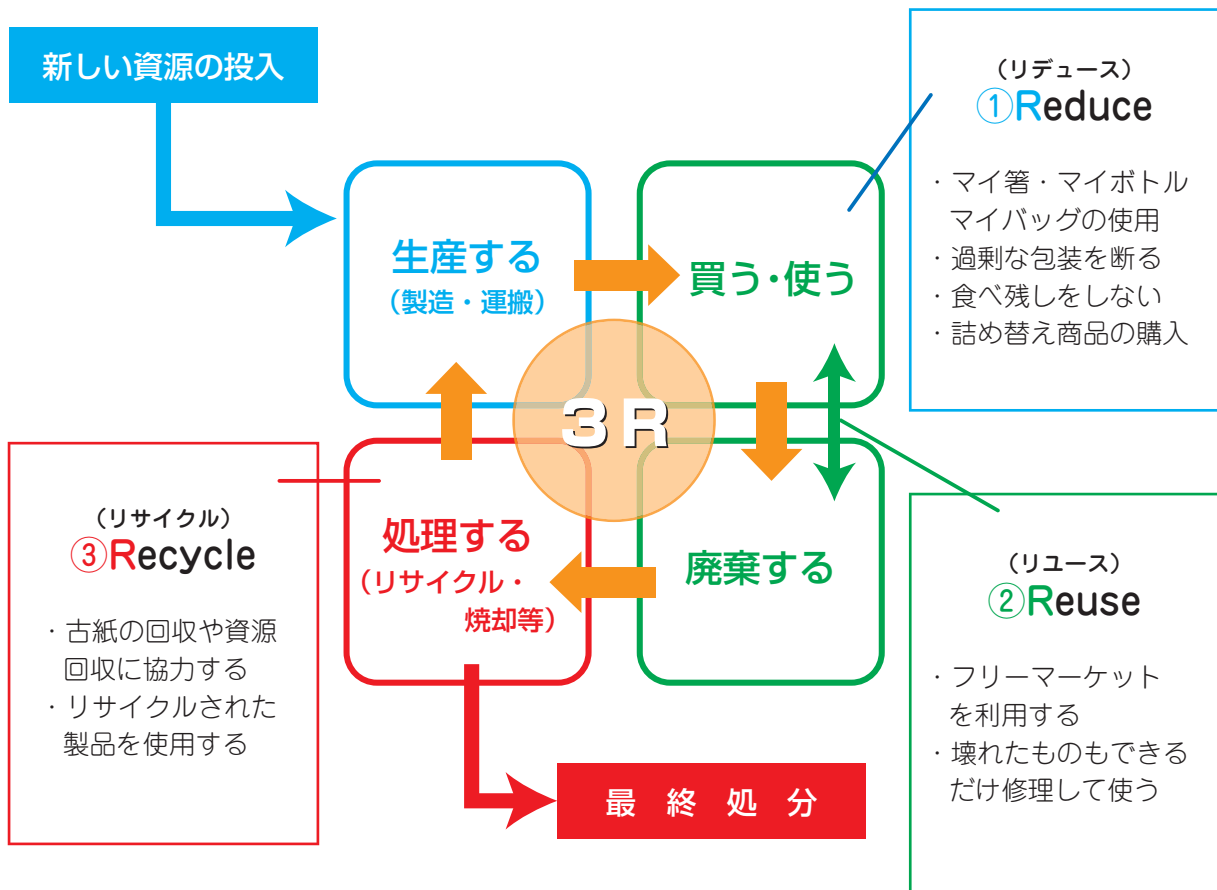 新しい資源の投入
(リデュース)
①Reduce
・マイ箸・マイボトル
マイバッグの使用
・過剰な包装を断る
・食べ残しをしない
・詰め替え商品の購入
生産する
(製造・運搬)
買う・使う
3R
(リサイクル)
③Recycle
・古紙の回収や資源
回収に協力する
・リサイクルされた
製品を使用する
処理する
(リサイクル・
焼却等)
廃棄する
(リユース)
②Reuse
・フリーマーケット
を利用する
・壊れたものもできる
だけ修理して使う
最終処分